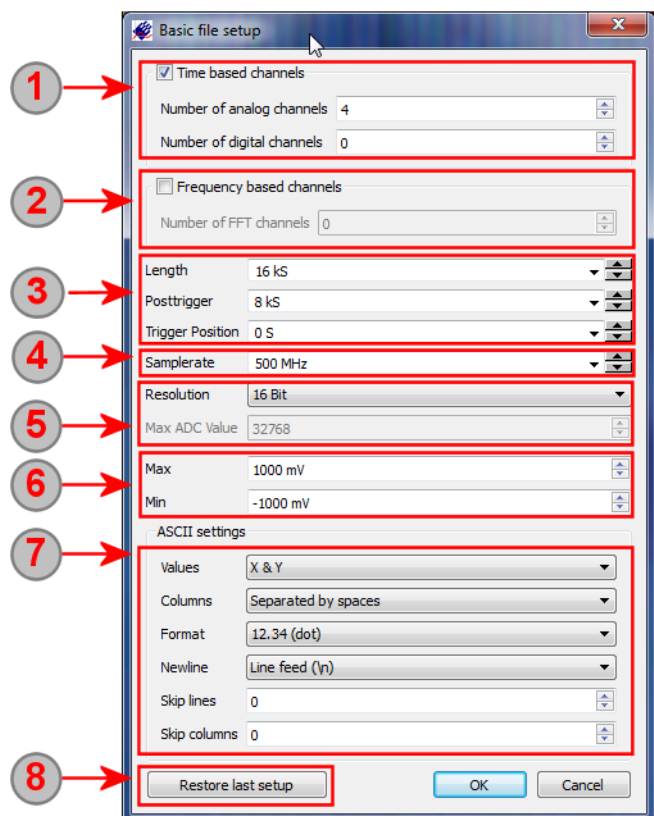 Basic file setup
1
Time based channels
Number of analog channels 4
Number of digital channels 0
2
Frequency based channels
Number of FFT channels 0
3
Length 16 kS
Posttrigger 8 kS
Trigger Position 0 S
4
Samplerate 500 MHz
5
Resolution 16 Bit
Max ADC Value 32768
6
Max 1000 mV
Min -1000 mV
7
ASCII settings
Values X & Y
Columns Separated by spaces
Format 12.34 (dot)
Newline Line feed (\n)
Skip lines 0
Skip columns 0
8
Restore last setup OK Cancel